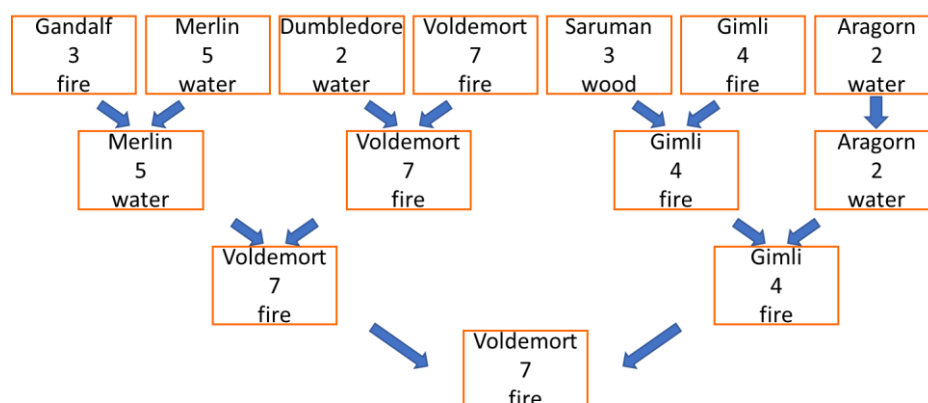 Gandalf
3
fire
Merlin
5
water
Dumbledore
2
water
Voldemort
7
fire
Saruman
3
wood
Gimli
4
fire
Aragorn
2
water
Merlin
5
water
Voldemort
7
fire
Gimli
4
fire
Aragorn
2
water
Voldemort
7
fire
Gimli
4
fire
Voldemort
7
fire